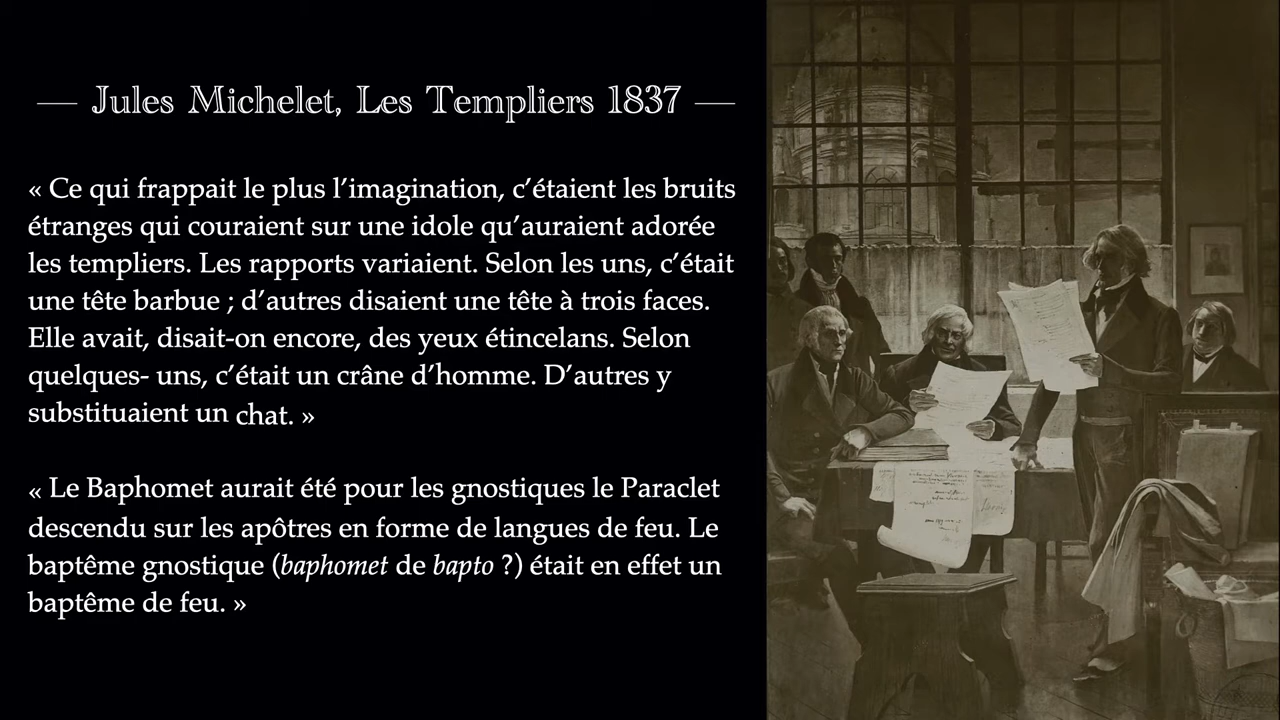 — Jules Michelet, Les Templiers 1837 —
« Ce qui frappait le plus l’imagination, c’étaient les bruits
étranges qui couraient sur une idole qu’auraient adorée
les templiers. Les rapports variaient. Selon les uns, c’était
une tête barbue ; d’autres disaient une tête à trois faces.
Elle avait, disait-on encore, des yeux étincelans. Selon
quelques- uns, c’était un crâne d’homme. D’autres y
substituaient un chat. »
« Le Baphomet aurait été pour les gnostiques le Paraclet
descendu sur les apôtres en forme de langues de feu. Le
baptême gnostique (baphomet de bapto ?) était en effet un
baptême de feu. »